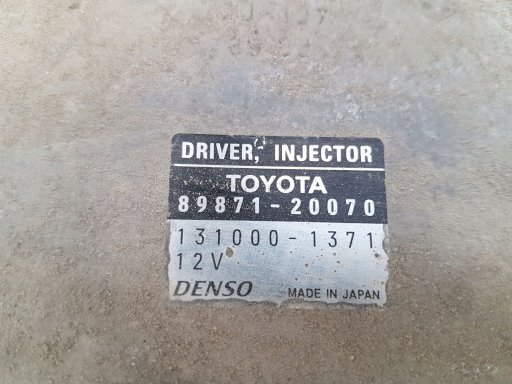 DRIVER, INJECTOR
TOYOTA
89871-20070
131000-1371
12V
DENSO MADE IN JAPAN